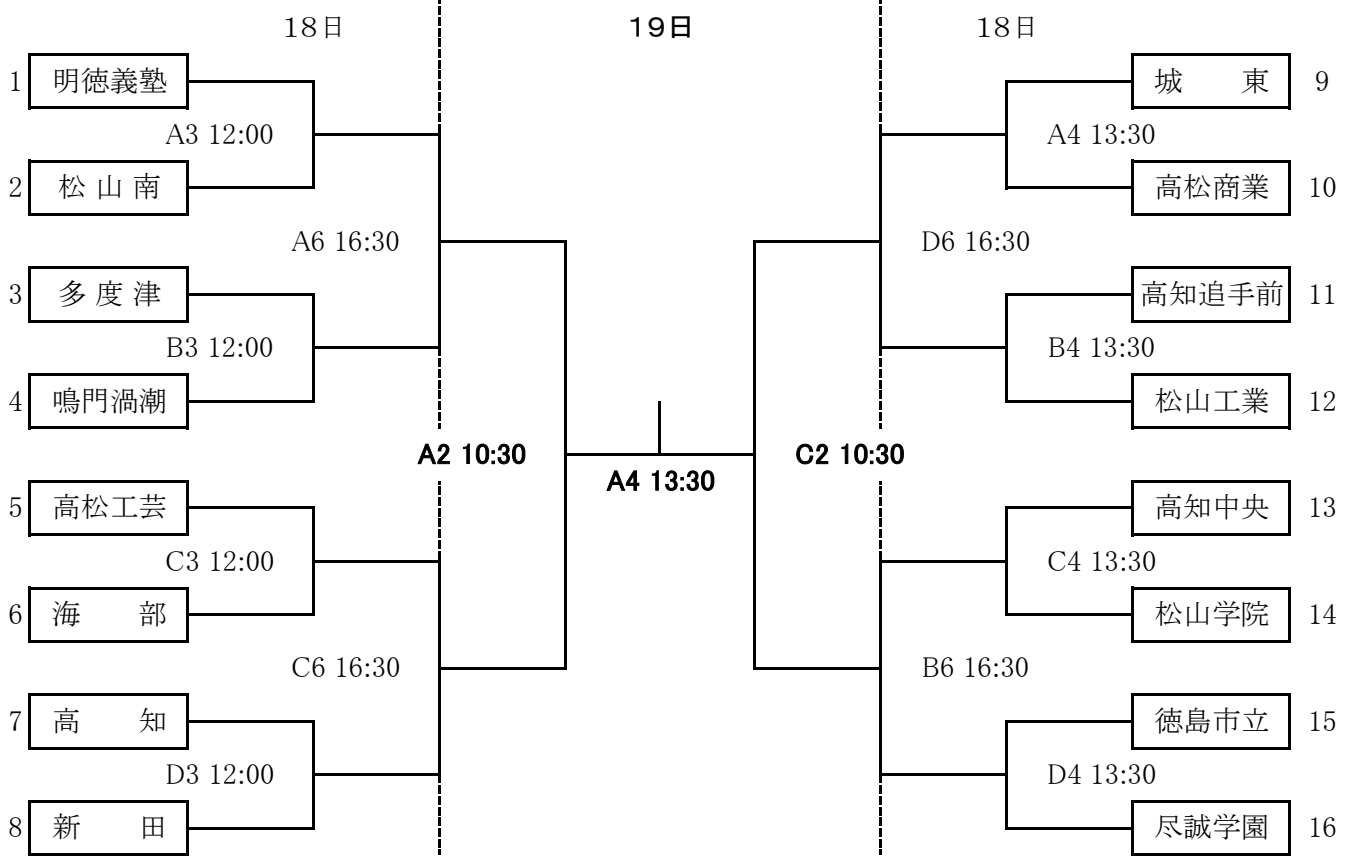 18日 19日 18日
1 明徳義塾 城 東 9
A3 12:00 A4 13:30
2 松山南 高松商業 10
A6 16:30 D6 16:30
3 多度津 高知追手前 11
B3 12:00 B4 13:30
4 鳴門渦潮 松山工業 12
A2 10:30 C2 10:30
A4 13:30
5 高松工芸 高知中央 13
C3 12:00 C4 13:30
6 海 部 松山学院 14
C6 16:30 B6 16:30
7 高 知 徳島市立 15
D3 12:00 D4 13:30
8 新 田 尽誠学園 16